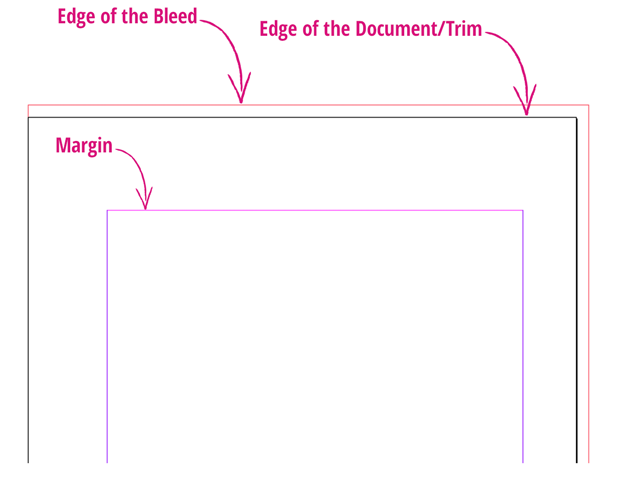 Edge of the Bleed
Edge of the Document/Trim
Margin